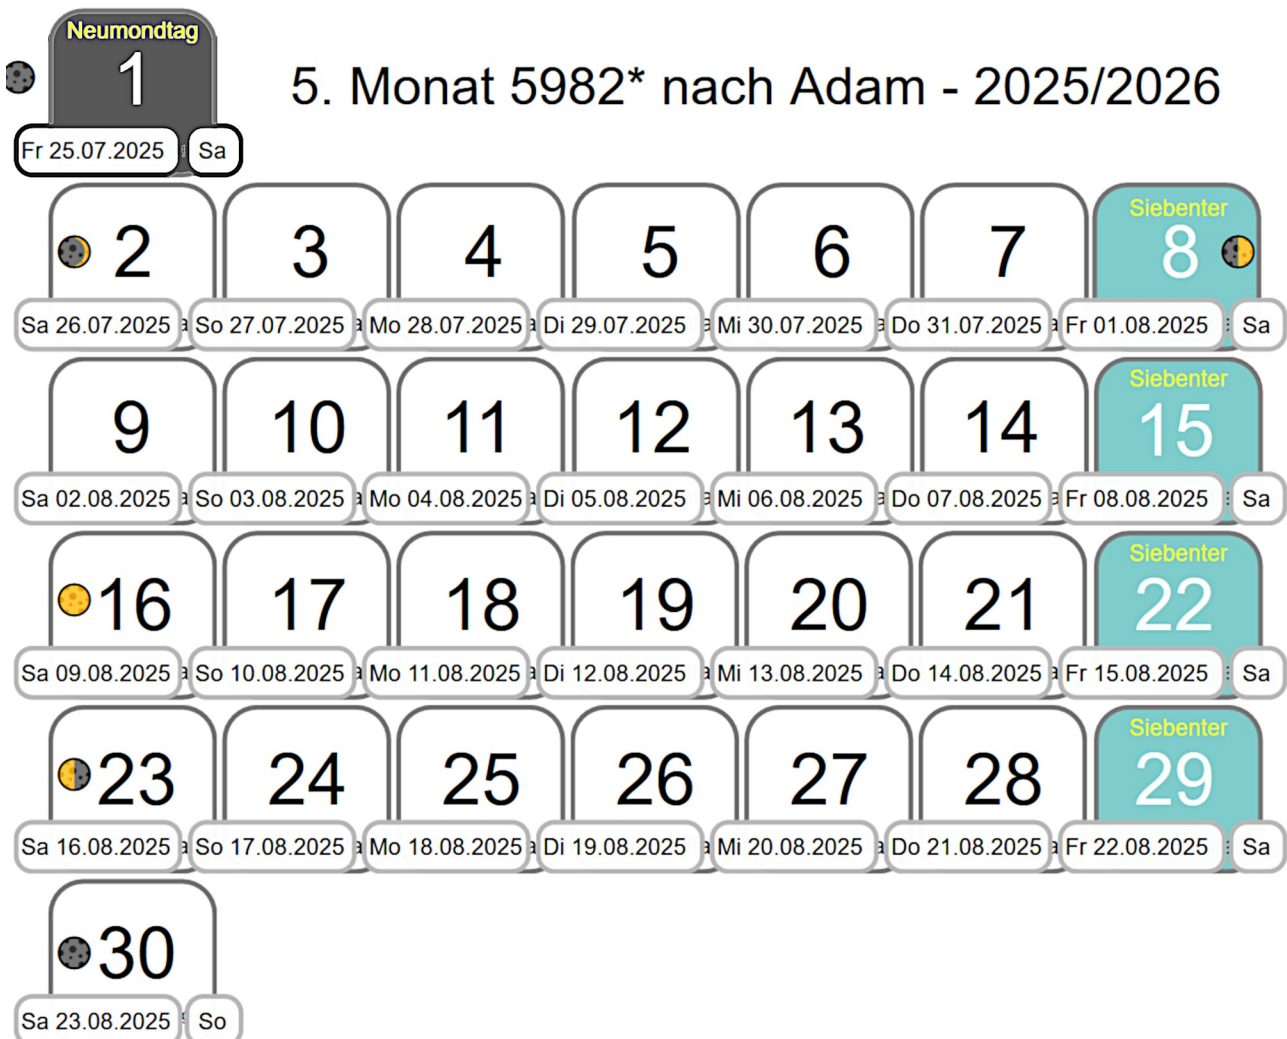 Neumondtag
1
5. Monat 5982* nach Adam - 2025/2026
Fr 25.07.2025 Sa
2 3 4 5 6 7 Siebenter 8
Sa 26.07.2025 So 27.07.2025 Mo 28.07.2025 Di 29.07.2025 Mi 30.07.2025 Do 31.07.2025 Fr 01.08.2025 Sa
9 10 11 12 13 14 Siebenter 15
Sa 02.08.2025 So 03.08.2025 Mo 04.08.2025 Di 05.08.2025 Mi 06.08.2025 Do 07.08.2025 Fr 08.08.2025 Sa
16 17 18 19 20 21 Siebenter 22
Sa 09.08.2025 So 10.08.2025 Mo 11.08.2025 Di 12.08.2025 Mi 13.08.2025 Do 14.08.2025 Fr 15.08.2025 Sa
23 24 25 26 27 28 Siebenter 29
Sa 16.08.2025 So 17.08.2025 Mo 18.08.2025 Di 19.08.2025 Mi 20.08.2025 Do 21.08.2025 Fr 22.08.2025 Sa
30
Sa 23.08.2025 So